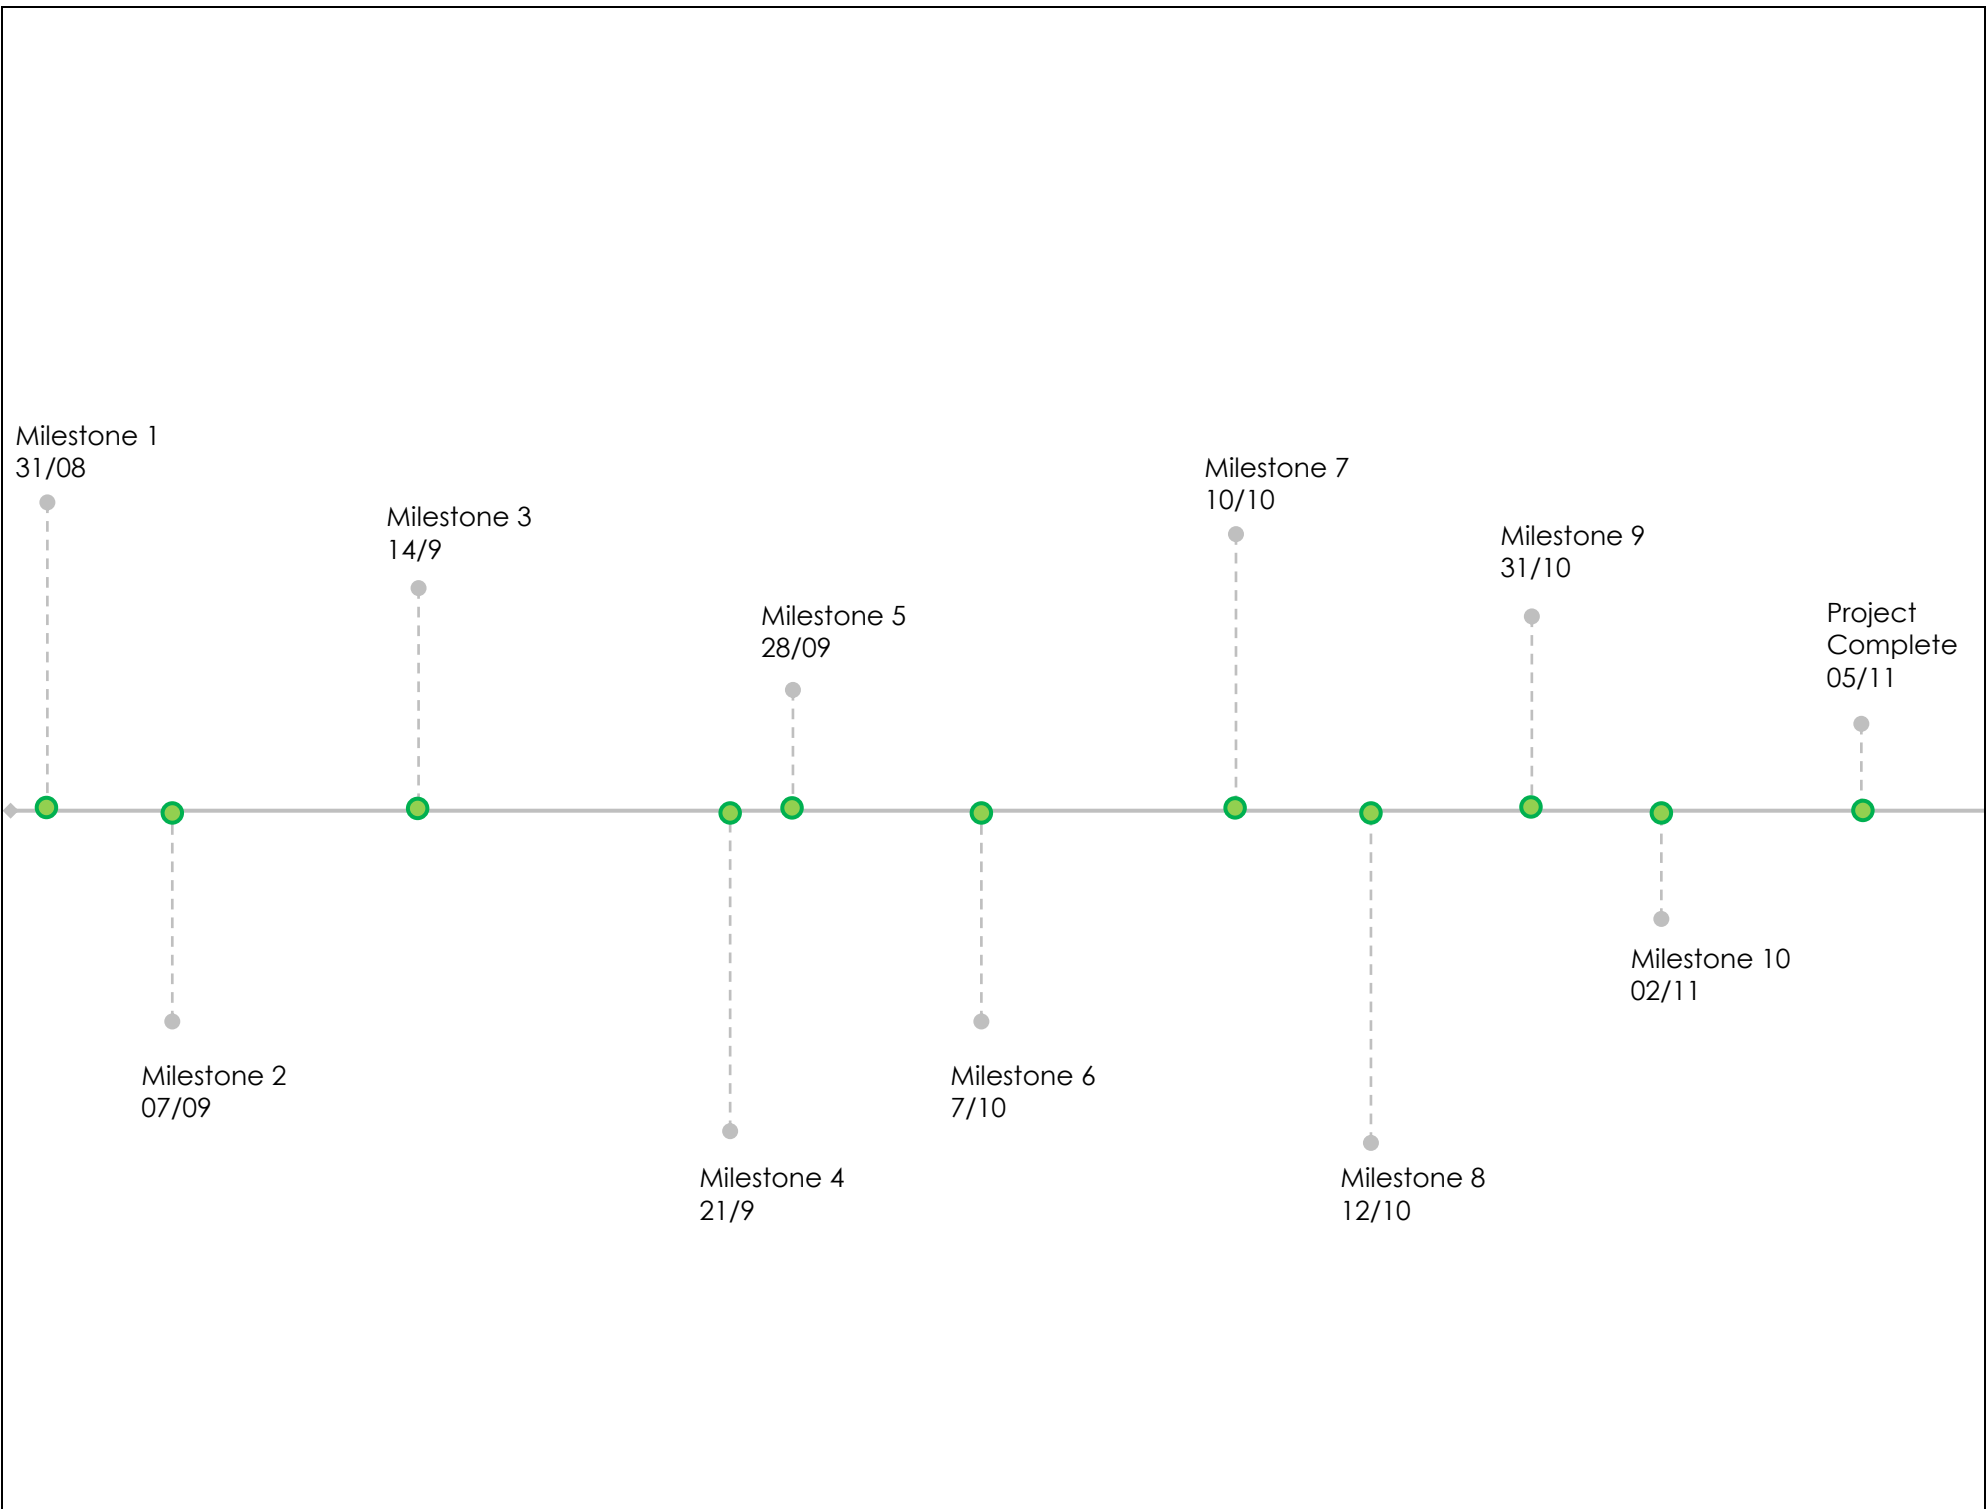 Milestone 1
31/08
Milestone 2
07/09
Milestone 3
14/9
Milestone 4
21/9
Milestone 5
28/09
Milestone 6
7/10
Milestone 7
10/10
Milestone 8
12/10
Milestone 9
31/10
Milestone 10
02/11
Project
Complete
05/11